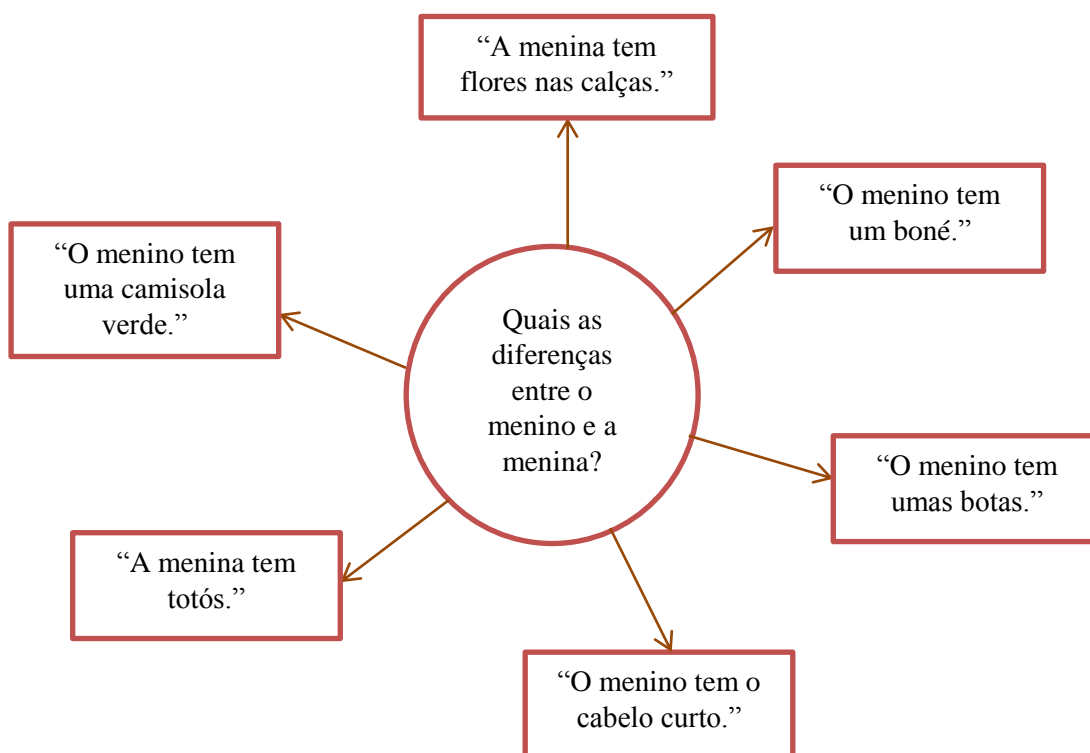 “A menina tem
flores nas calças.”
“O menino tem
um boné.”
“O menino tem
uma camisola
verde.”
Quais as
diferenças
entre o
menino e a
menina?
“O menino tem
umas botas.”
“A menina tem
totós.”
“O menino tem o
cabelo curto.”